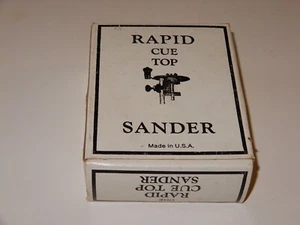 RAPID
CUE
TOP
SANDER
Made in U.S.A.
RAPID
CUE TOP
SANDER